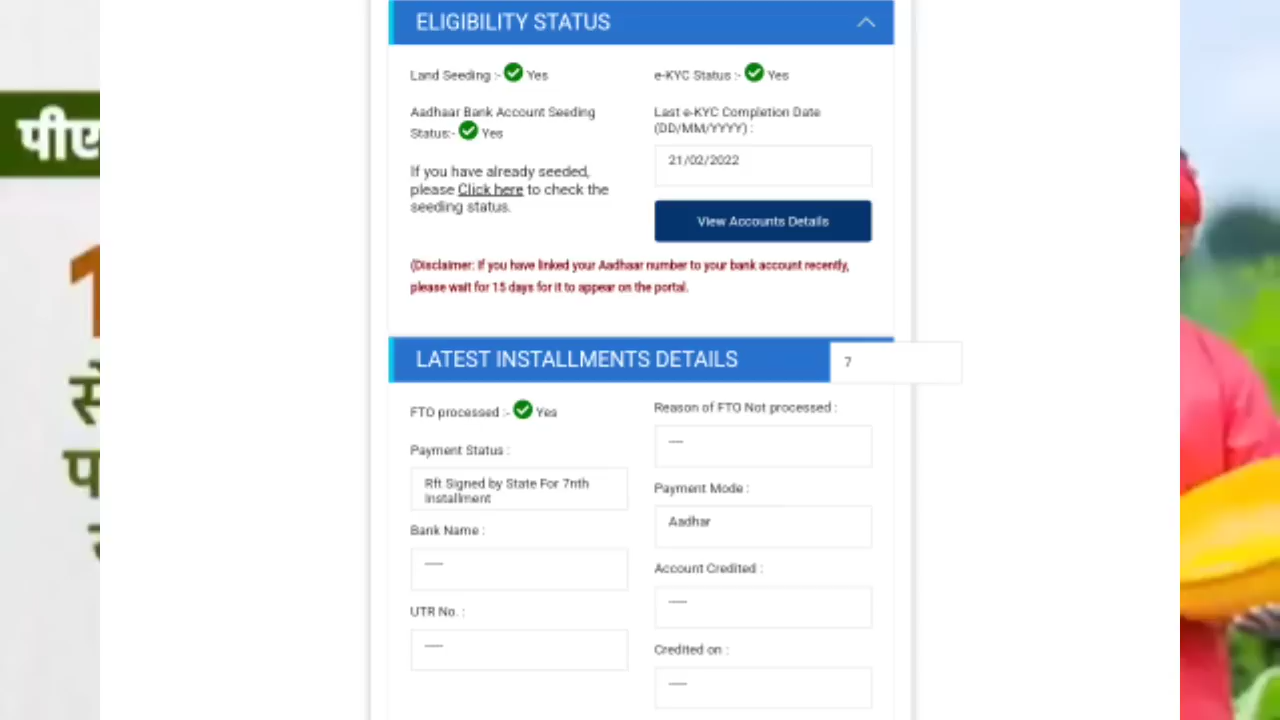 पीए
1
से
प
ELIGIBILITY STATUS
Land Seeding :- Yes
e-KYC Status :- Yes
Aadhaar Bank Account Seeding
Status:- Yes
Last e-KYC Completion Date
(DD/MM/YYYY) :
21/02/2022
If you have already seeded,
please Click here to check the
seeding status.
View Accounts Details
(Disclaimer: If you have linked your Aadhaar number to your bank account recently,
please wait for 15 days for it to appear on the portal.
LATEST INSTALLMENTS DETAILS
7
FTO processed :- Yes
Reason of FTO Not processed :
----
Payment Status :
Rft Signed by State For 7nth
Installment
Payment Mode :
Aadhar
Bank Name :
-----
Account Credited :
-----
UTR No. :
-----
Credited on :
-----